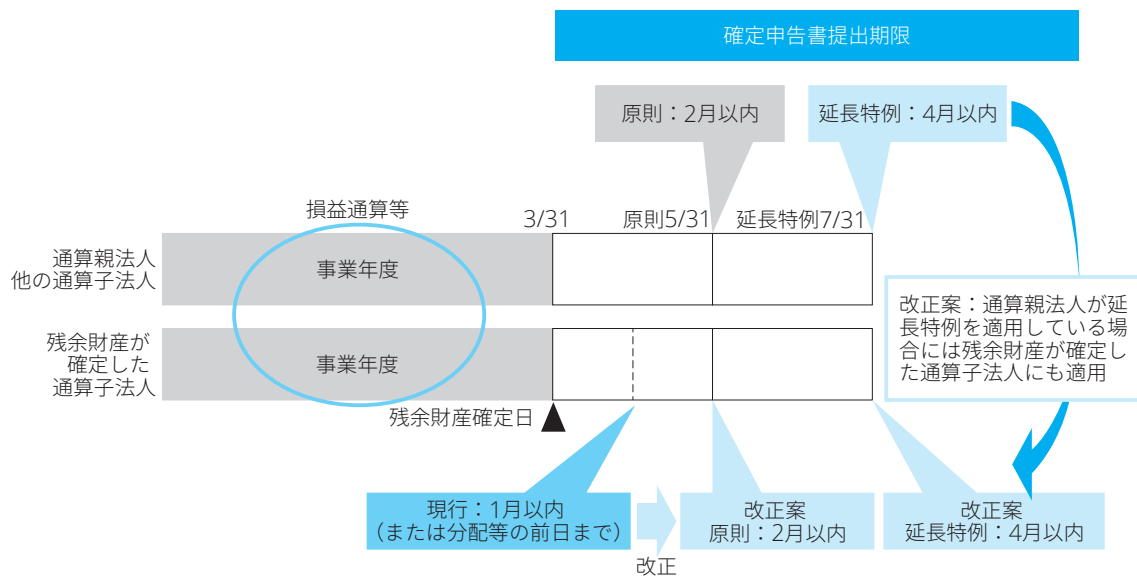 確定申告書提出期限
原則：2月以内
延長特例：4月以内
損益通算等
3/31
原則5/31
延長特例7/31
通算親法人
他の通算子法人
事業年度
残余財産が
確定した
通算子法人
事業年度
残余財産確定日
改正案：通算親法人が延
長特例を適用している場
合には残余財産が確定し
た通算子法人にも適用
現行：1月以内
（または分配等の前日まで）
改正
改正案
原則：2月以内
改正案
延長特例：4月以内